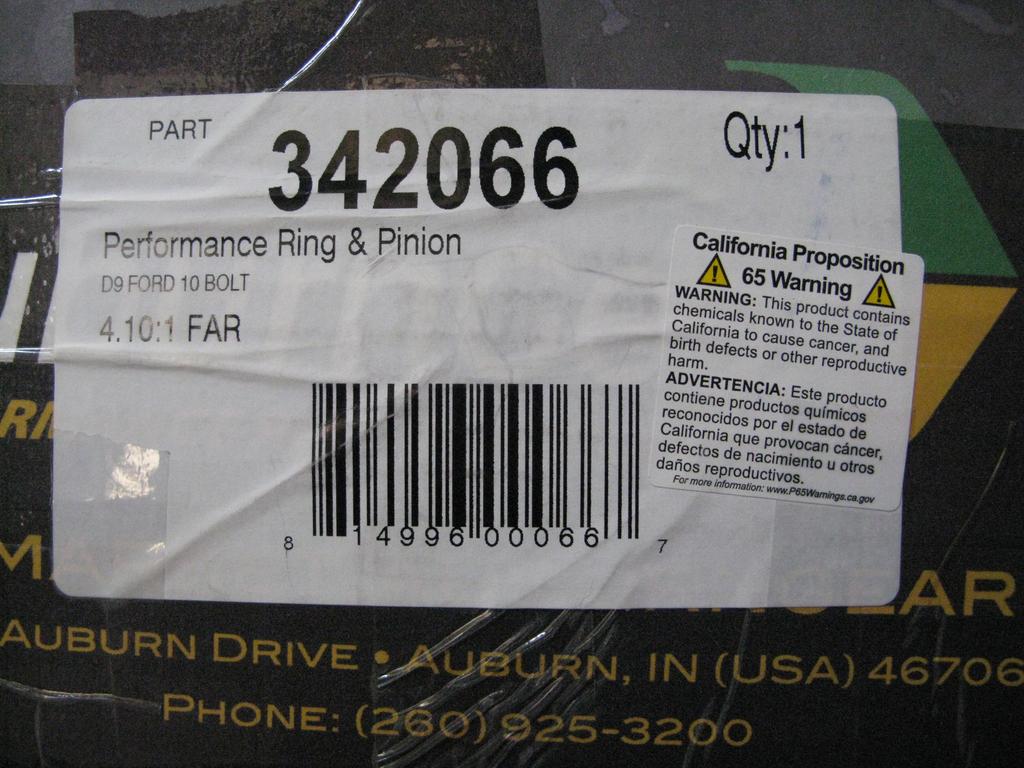 PART
342066
Qty:1
Performance Ring & Pinion
D9 FORD 10 BOLT
4.10:1 FAR
8 14996 00066 7
California Proposition
65 Warning
WARNING: This product contains
chemicals known to the State of
California to cause cancer, and
birth defects or other reproductive
harm.
ADVERTENCIA: Este producto
contiene productos químicos
reconocidos por el estado de
California que provocan cáncer,
defectos de nacimiento u otros
daños reproductivos.
For more information: www.P65Warnings.ca.gov
AUBURN DRIVE • AUBURN, IN (USA) 46706
PHONE: (260) 925-3200